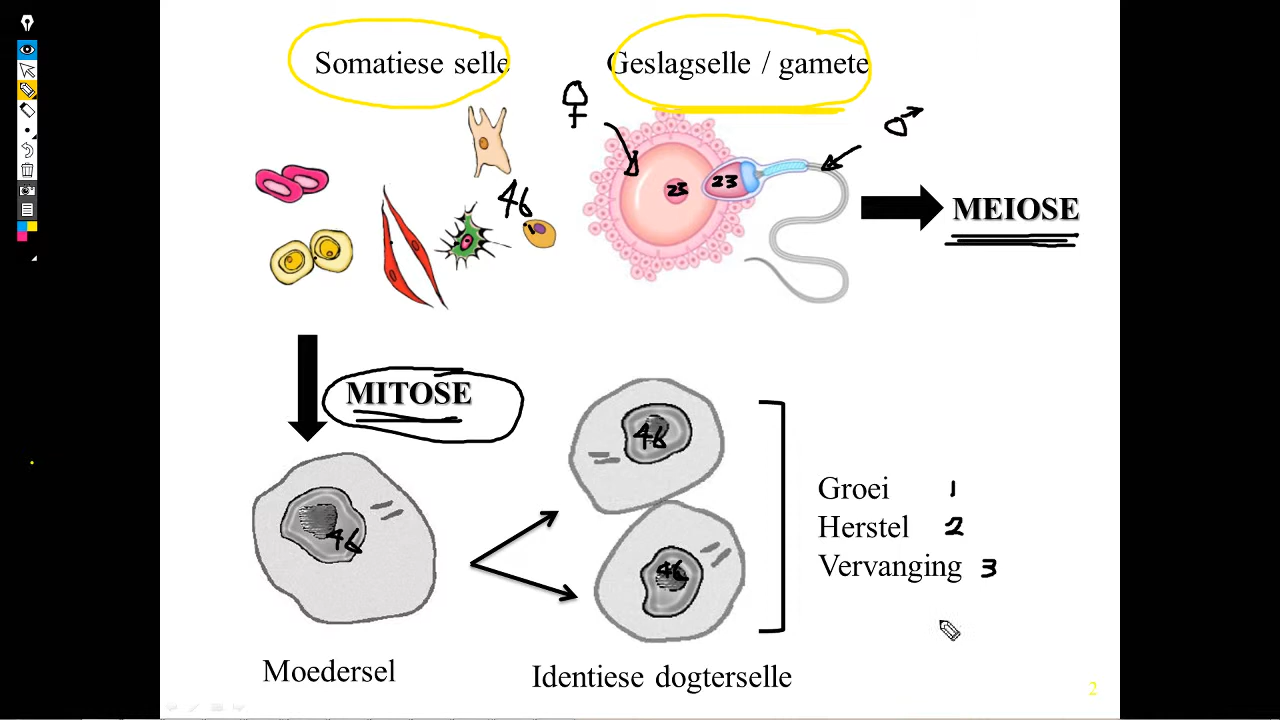 Somatiese selle
Geslagselle / gamete
♀
♂
46
23
23
MEIOSE
MITOSE
46
46
46
Groei 1
Herstel 2
Vervanging 3
Moedersel
Identiese dogterselle
2